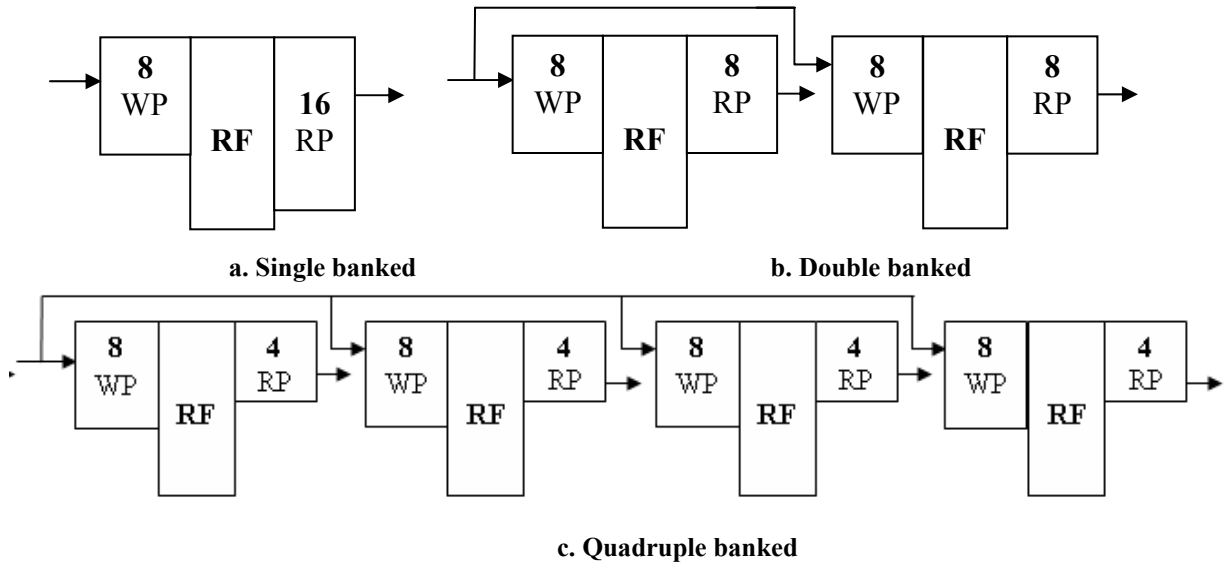 8
WP
RF
16
RP
8
WP
RF
8
RP
8
WP
RF
8
RP
a. Single banked
b. Double banked
8
WP
RF
4
RP
8
WP
RF
4
RP
8
WP
RF
4
RP
8
WP
RF
4
RP
c. Quadruple banked